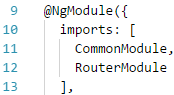 9 @NgModule({
10 imports: [
11 CommonModule,
12 RouterModule
13 ],